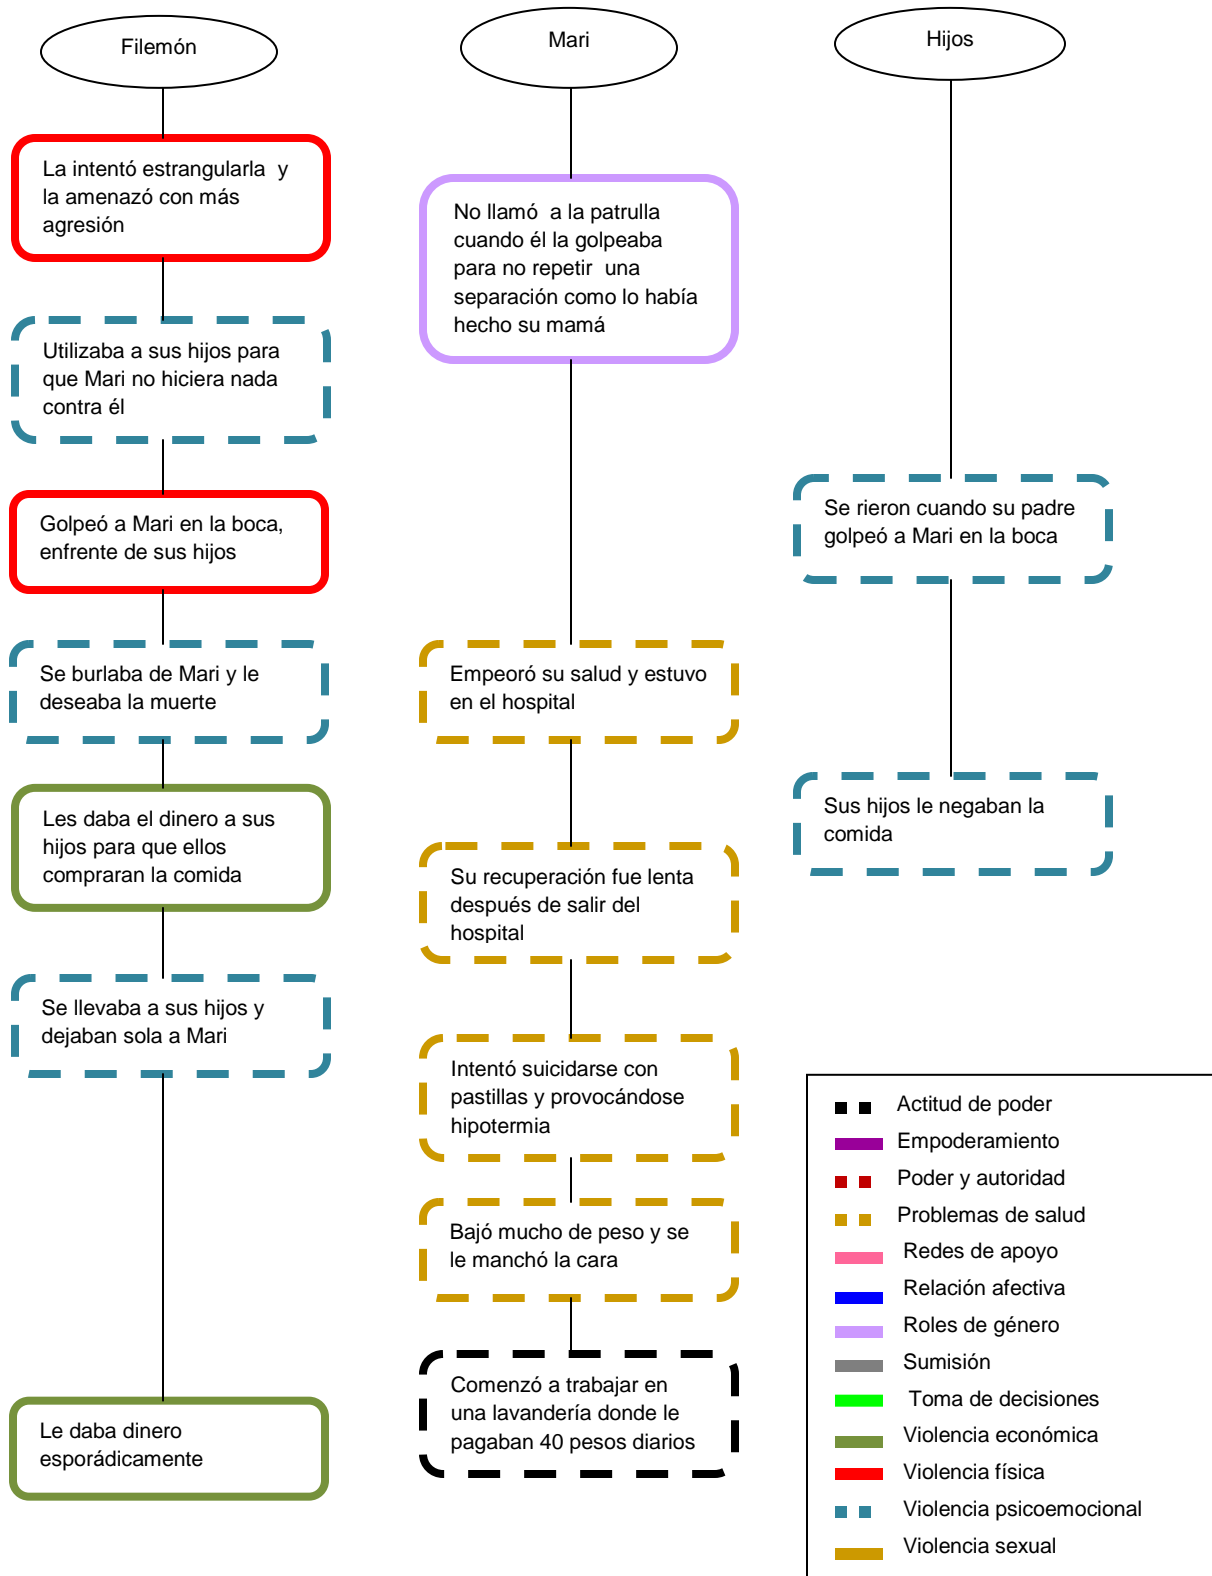 Filemón
Mari
Hijos
La intentó estrangularla y
la amenazó con más
agresión
Utilizaba a sus hijos para
que Mari no hiciera nada
contra él
Golpeó a Mari en la boca,
enfrente de sus hijos
Se burlaba de Mari y le
deseaba la muerte
Les daba el dinero a sus
hijos para que ellos
compraran la comida
Se llevaba a sus hijos y
dejaban sola a Mari
Le daba dinero
esporádicamente
No llamó a la patrulla
cuando él la golpeaba
para no repetir una
separación como lo había
hecho su mamá
Empeoró su salud y estuvo
en el hospital
Su recuperación fue lenta
después de salir del
hospital
Intentó suicidarse con
pastillas y provocándose
hipotermia
Bajó mucho de peso y se
le manchó la cara
Comenzó a trabajar en
una lavandería donde le
pagaban 40 pesos diarios
Se rieron cuando su padre
golpeó a Mari en la boca
Sus hijos le negaban la
comida
Actitud de poder
Empoderamiento
Poder y autoridad
Problemas de salud
Redes de apoyo
Relación afectiva
Roles de género
Sumisión
Toma de decisiones
Violencia económica
Violencia física
Violencia psicoemocional
Violencia sexual